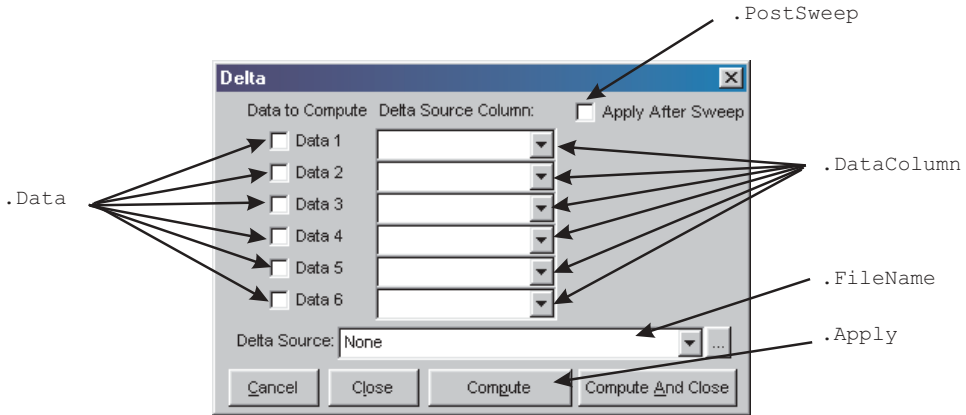 .PostSweep
Delta
Data to Compute Delta Source Column: Apply After Sweep
Data 1
Data 2
Data 3
Data 4
Data 5
Data 6
.Data
.DataColumn
.FileName
Delta Source: None ...
.Apply
Cancel Close Compute Compute And Close